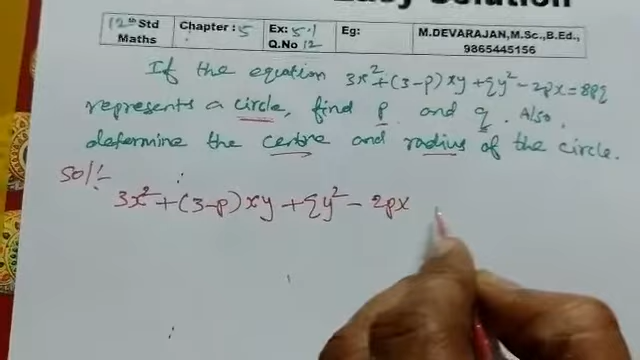 Easy Solution
12th Std Maths
Chapter : 5
Ex: 5.1 Q.No 12
Eg:
M.DEVARAJAN,M.Sc.,B.Ed., 9865445156
If the equation 3x²+(3-p)xy+qy²-2px=8pq
represents a circle, find p and q. Also
determine the centre and radius of the circle.
Sol:-
3x²+(3-p)xy+qy²-2px